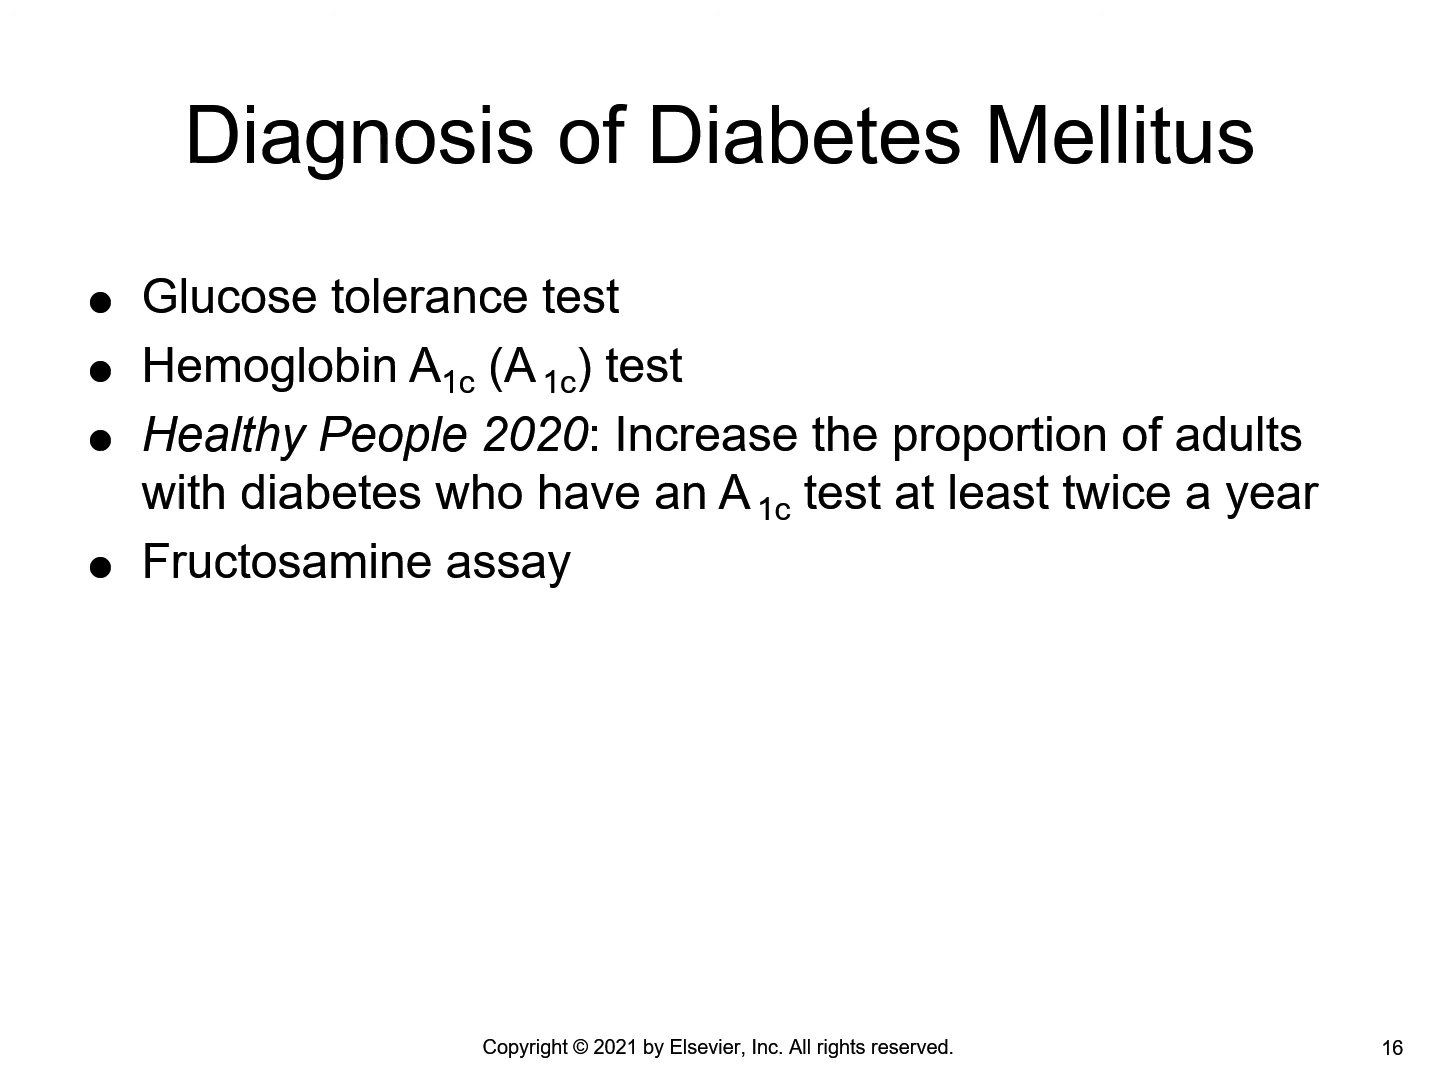 Diagnosis of Diabetes Mellitus
● Glucose tolerance test
● Hemoglobin A1c (A 1c) test
● Healthy People 2020: Increase the proportion of adults
with diabetes who have an A 1c test at least twice a year
● Fructosamine assay
Copyright © 2021 by Elsevier, Inc. All rights reserved.
16